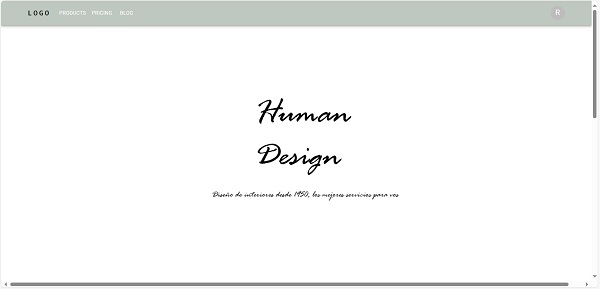 LOGO PRODUCTS PRICING BLOG R
Human
Design
Diseño de interiores desde 1950, los mejores servicios para vos